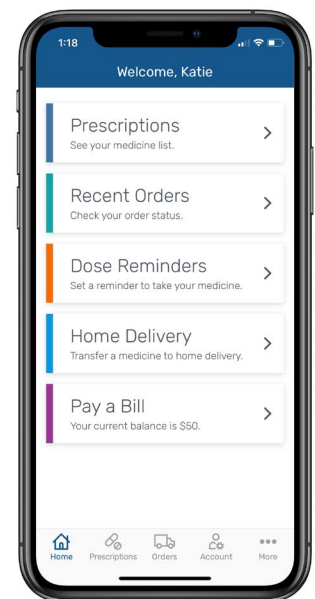 1:18
Welcome, Katie
Prescriptions
See your medicine list.
Recent Orders
Check your order status.
Dose Reminders
Set a reminder to take your medicine.
Home Delivery
Transfer a medicine to home delivery.
Pay a Bill
Your current balance is $50.
Home Prescriptions Orders Account More